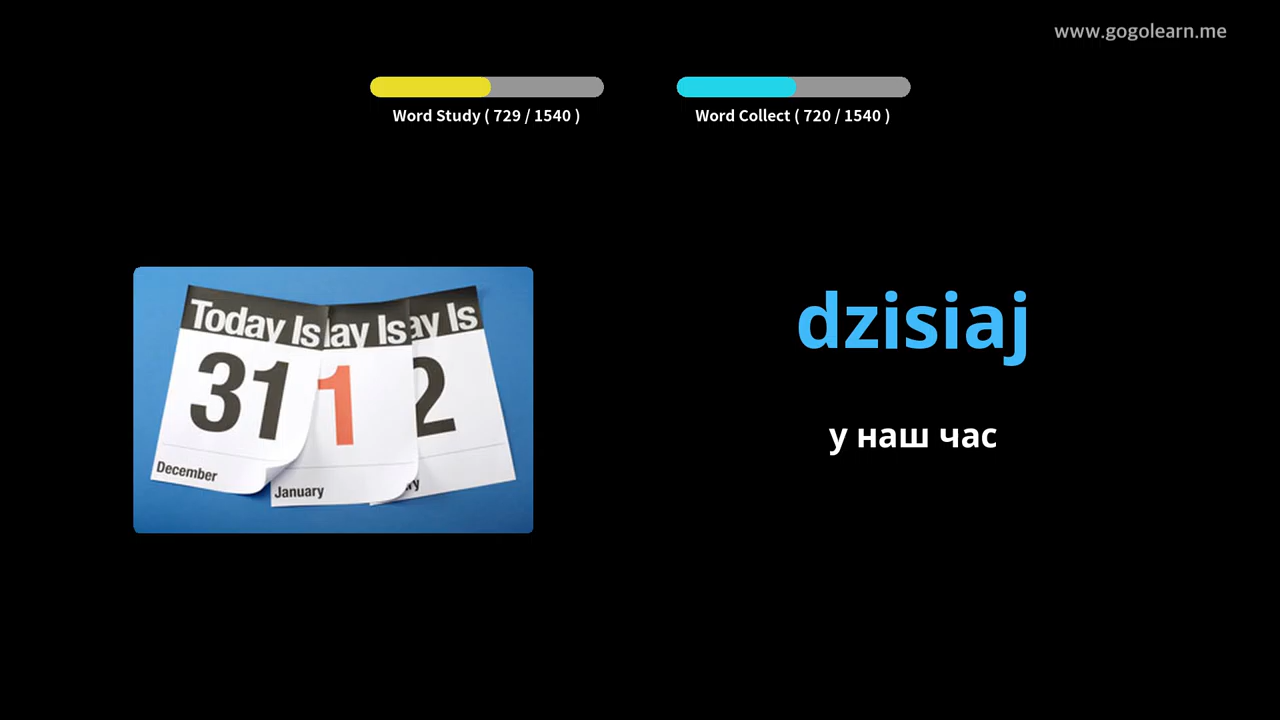 www.gogolearn.me
Word Study ( 729 / 1540 )
Word Collect ( 720 / 1540 )
Today Is
ay Is
ay Is
31
1
2
December
January
dzisiaj
у наш час